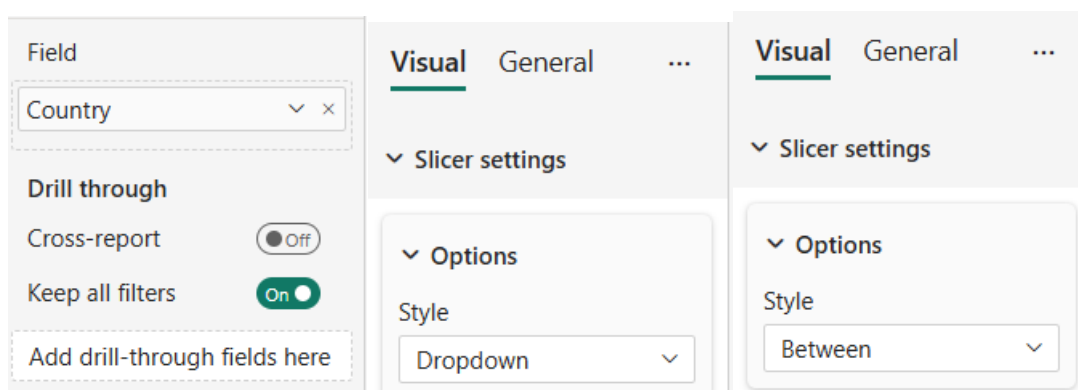 Field
Country
Drill through
Cross-report
Off
Keep all filters
On
Add drill-through fields here
Visual General ...
Slicer settings
Options
Style
Dropdown
Visual General ...
Slicer settings
Options
Style
Between